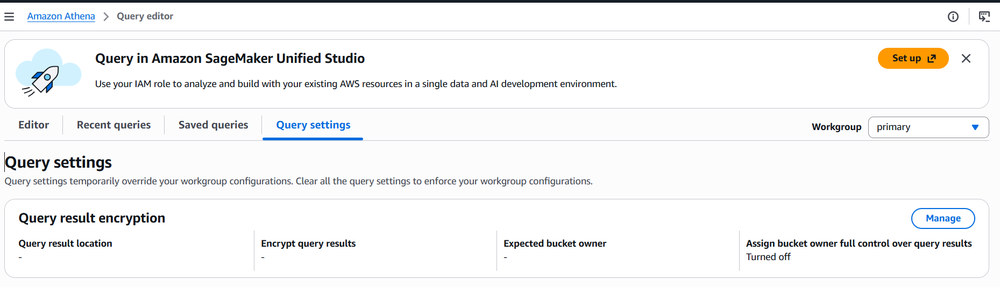 Amazon Athena > Query editor
Query in Amazon SageMaker Unified Studio
Set up
Use your IAM role to analyze and build with your existing AWS resources in a single data and AI development environment.
Editor
Recent queries
Saved queries
Query settings
Workgroup
primary
Query settings
Query settings temporarily override your workgroup configurations. Clear all the query settings to enforce your workgroup configurations.
Query result encryption
Manage
Query result location
-
Encrypt query results
-
Expected bucket owner
-
Assign bucket owner full control over query results
Turned off